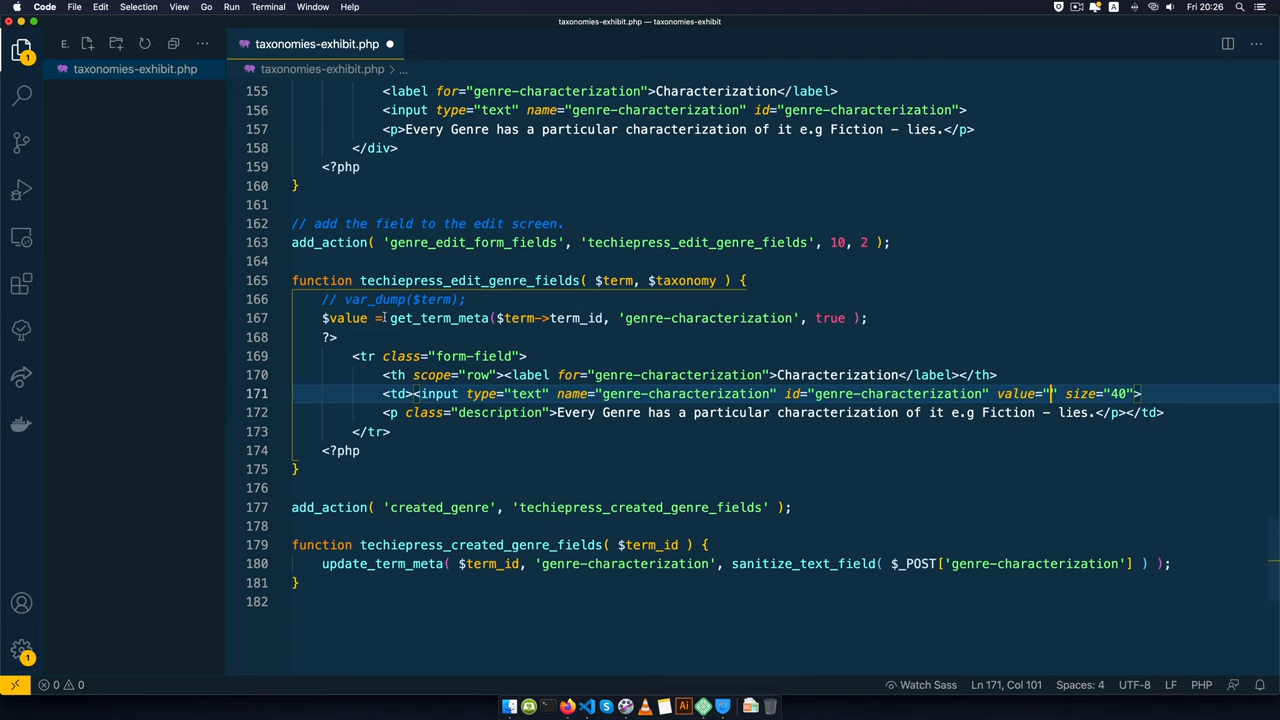 Code File Edit Selection View Go Run Terminal Window Help
Fri 20:26
taxonomies-exhibit.php — taxonomies-exhibit
E.
taxonomies-exhibit.php
taxonomies-exhibit.php
taxonomies-exhibit.php > ...
155 <label for="genre-characterization">Characterization</label>
156 <input type="text" name="genre-characterization" id="genre-characterization">
157 <p>Every Genre has a particular characterization of it e.g Fiction - lies.</p>
158 </div>
159 <?php
160 }
161
162 // add the field to the edit screen.
163 add_action( 'genre_edit_form_fields', 'techiepress_edit_genre_fields', 10, 2 );
164
165 function techiepress_edit_genre_fields( $term, $taxonomy ) {
166 // var_dump($term);
167 $value = get_term_meta($term->term_id, 'genre-characterization', true );
168 ?>
169 <tr class="form-field">
170 <th scope="row"><label for="genre-characterization">Characterization</label></th>
171 <td><input type="text" name="genre-characterization" id="genre-characterization" value="" size="40">
172 <p class="description">Every Genre has a particular characterization of it e.g Fiction - lies.</p></td>
173 </tr>
174 <?php
175 }
176
177 add_action( 'created_genre', 'techiepress_created_genre_fields' );
178
179 function techiepress_created_genre_fields( $term_id ) {
180 update_term_meta( $term_id, 'genre-characterization', sanitize_text_field( $_POST['genre-characterization'] ) );
181 }
182
1
1
0 0 Watch Sass Ln 171, Col 101 Spaces: 4 UTF-8 LF PHP
Ai